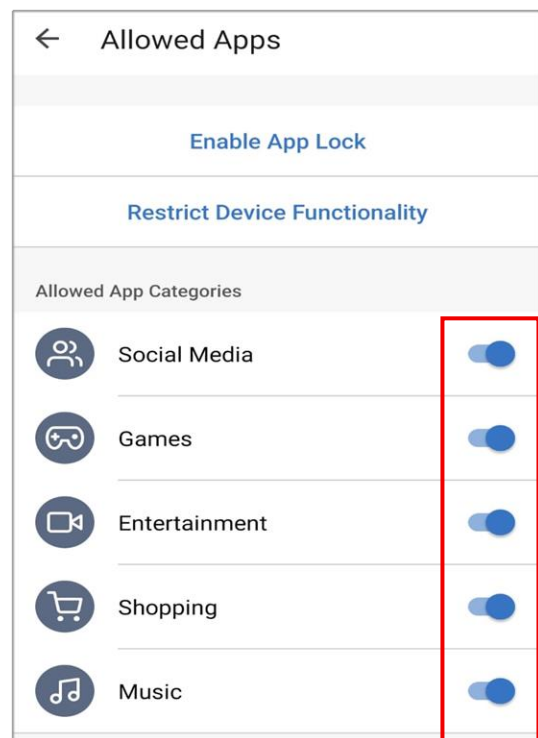 Allowed Apps
Enable App Lock
Restrict Device Functionality
Allowed App Categories
Social Media
Games
Entertainment
Shopping
Music